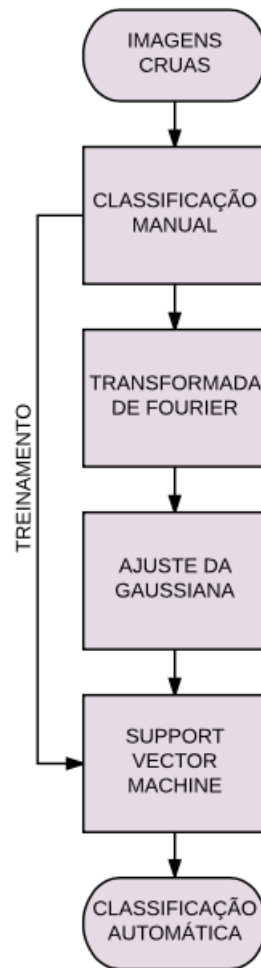 IMAGENS
CRUAS
CLASSIFICAÇÃO
MANUAL
TRANSFORMADA
DE FOURIER
TREINAMENTO
AJUSTE DA
GAUSSIANA
SUPPORT
VECTOR
MACHINE
CLASSIFICAÇÃO
AUTOMÁTICA